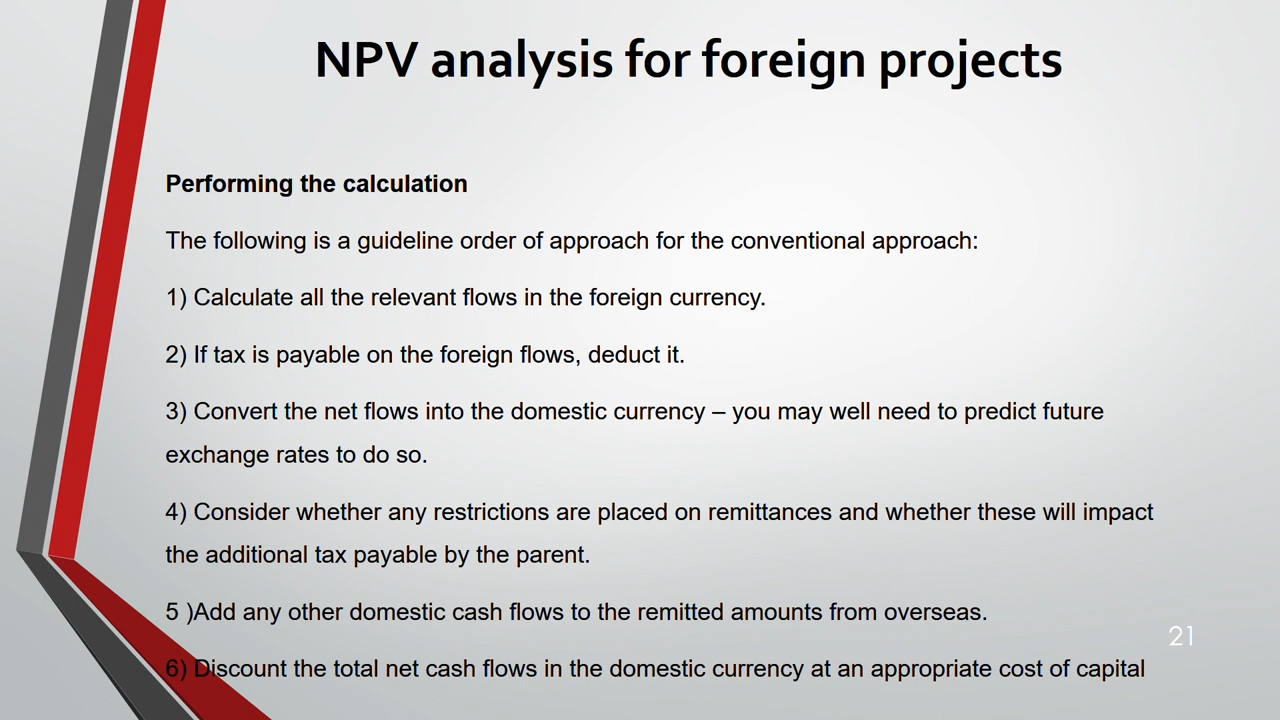 NPV analysis for foreign projects
Performing the calculation
The following is a guideline order of approach for the conventional approach:
1) Calculate all the relevant flows in the foreign currency.
2) If tax is payable on the foreign flows, deduct it.
3) Convert the net flows into the domestic currency – you may well need to predict future
exchange rates to do so.
4) Consider whether any restrictions are placed on remittances and whether these will impact
the additional tax payable by the parent.
5 )Add any other domestic cash flows to the remitted amounts from overseas.
21
6) Discount the total net cash flows in the domestic currency at an appropriate cost of capital